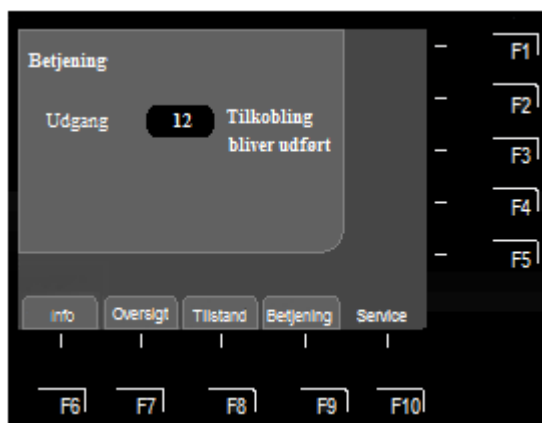 Betjening
Udgang 12 Tilkobling
bliver udført
F1
F2
F3
F4
F5
Info Oversigt Tilstand Betjening Service
F6 F7 F8 F9 F10